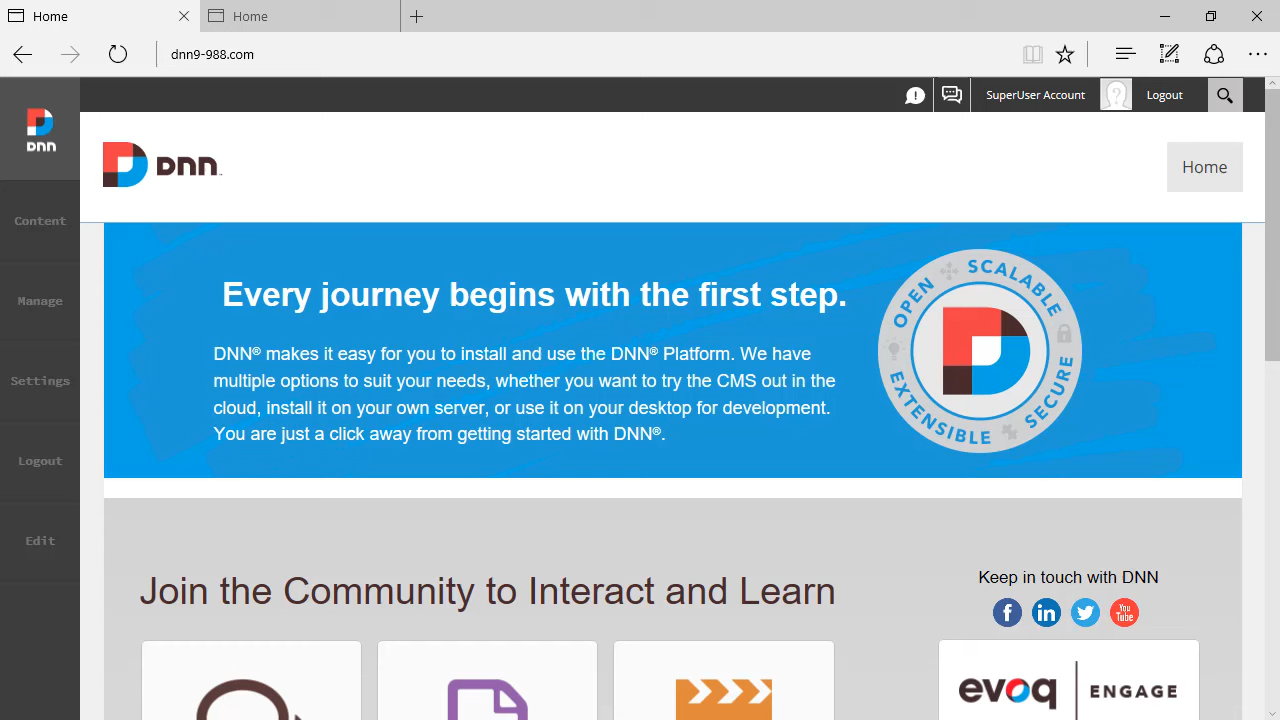 Home
Home
dnn9-988.com
SuperUser Account
Logout
DNN
DNN
Home
Content
Manage
Settings
Logout
Edit
Every journey begins with the first step.
DNN® makes it easy for you to install and use the DNN® Platform. We have
multiple options to suit your needs, whether you want to try the CMS out in the
cloud, install it on your own server, or use it on your desktop for development.
You are just a click away from getting started with DNN®.
OPEN
SCALABLE
EXTENSIBLE
SECURE
Join the Community to Interact and Learn
Keep in touch with DNN
f
in
You
Tube
evoq ENGAGE